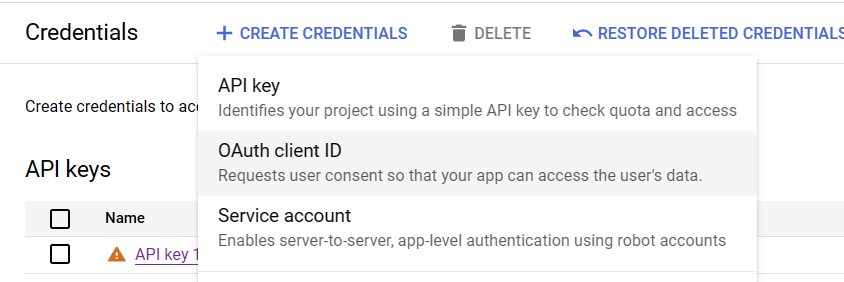 Credentials
CREATE CREDENTIALS
DELETE
RESTORE DELETED CREDENTIALS
API key
Identifies your project using a simple API key to check quota and access
Create credentials to
OAuth client ID
Requests user consent so that your app can access the user's data.
API keys
Service account
Enables server-to-server, app-level authentication using robot accounts
Name
API key 1